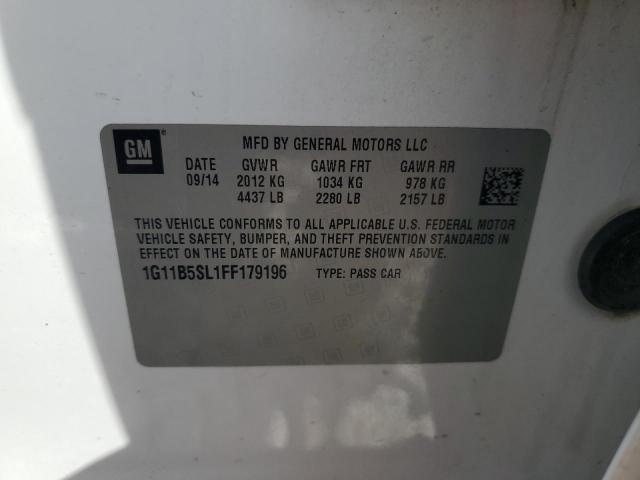 GM
MFD BY GENERAL MOTORS LLC
DATE GVWR GAWR FRT GAWR RR
09/14 2012 KG 1034 KG 978 KG
4437 LB 2280 LB 2157 LB
THIS VEHICLE CONFORMS TO ALL APPLICABLE U.S. FEDERAL MOTOR
VEHICLE SAFETY, BUMPER, AND THEFT PREVENTION STANDARDS IN
EFFECT ON THE DATE OF MANUFACTURE SHOWN ABOVE.
1G11B5SL1FF179196 TYPE: PASS CAR